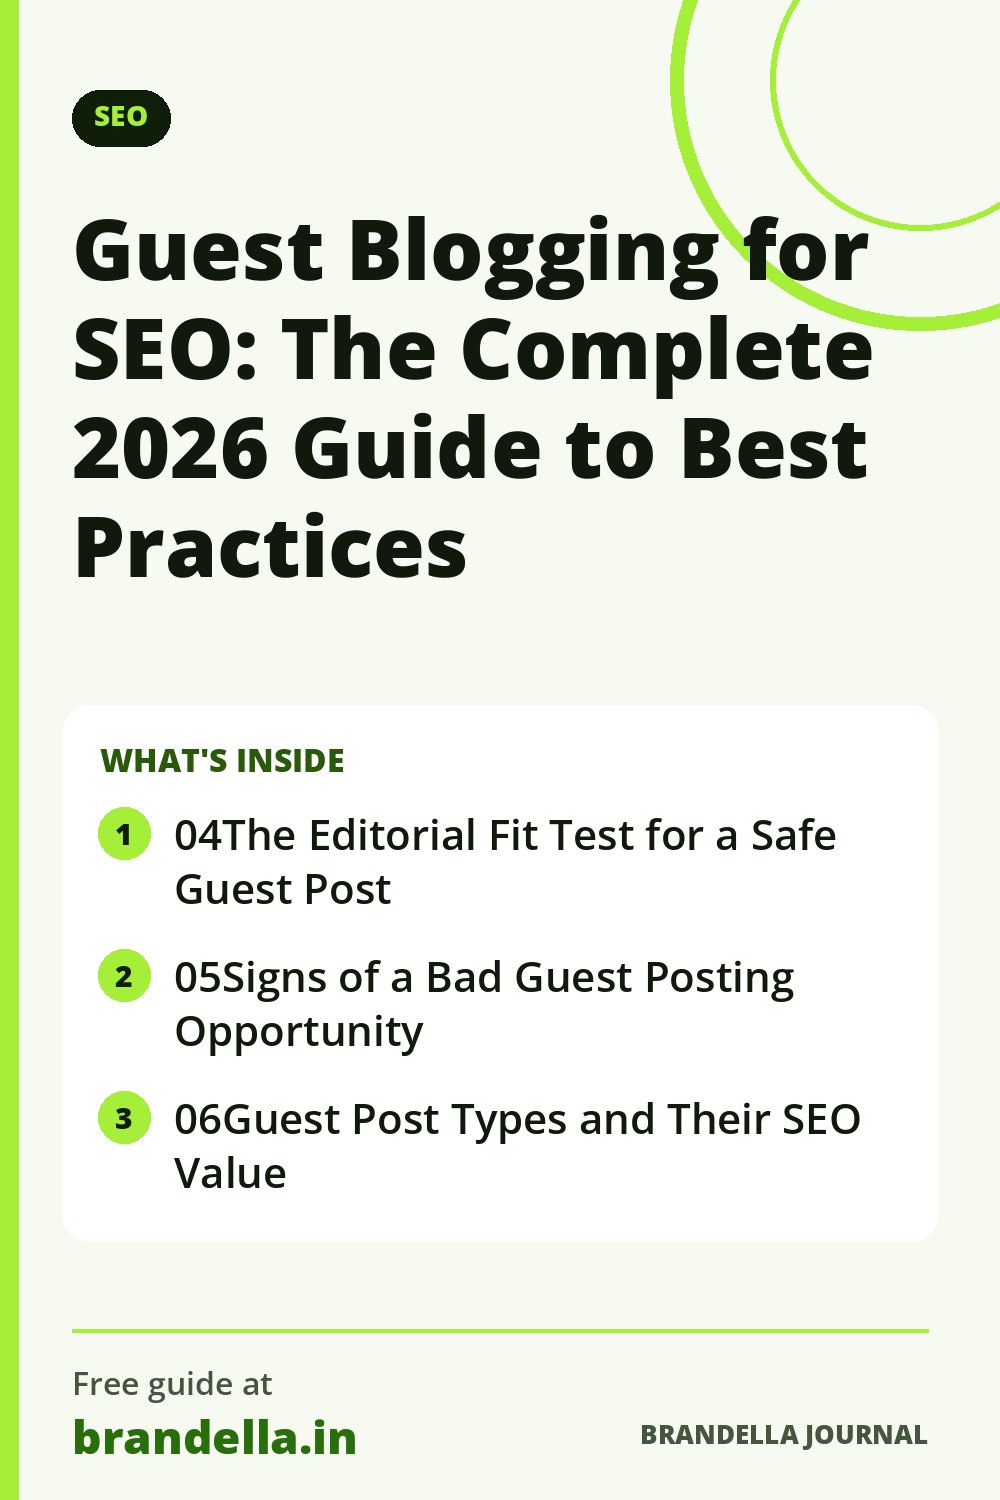 SEO
Guest Blogging for
SEO: The Complete
2026 Guide to Best
Practices
WHAT'S INSIDE
1 04The Editorial Fit Test for a Safe
Guest Post
2 05Signs of a Bad Guest Posting
Opportunity
3 06Guest Post Types and Their SEO
Value
Free guide at
brandella.in
BRANDELLA JOURNAL